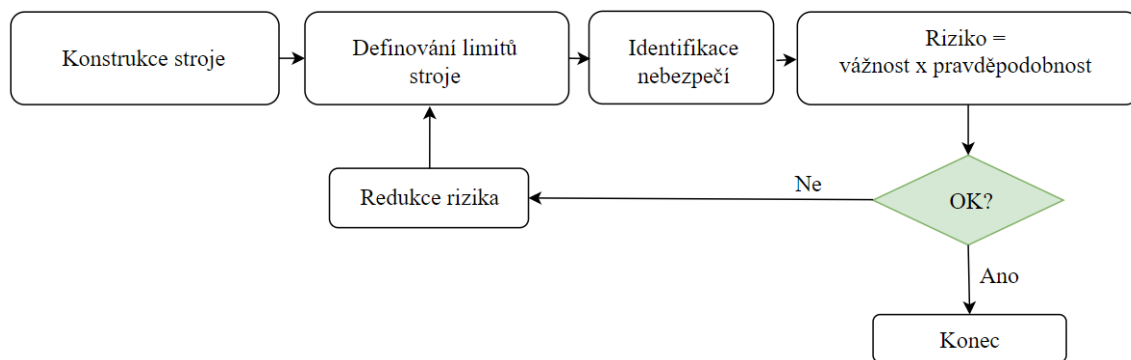 Konstrukce stroje
Definování limitů
stroje
Identifikace
nebezpečí
Riziko =
vážnost x pravděpodobnost
Redukce rizika
Ne
OK?
Ano
Konec